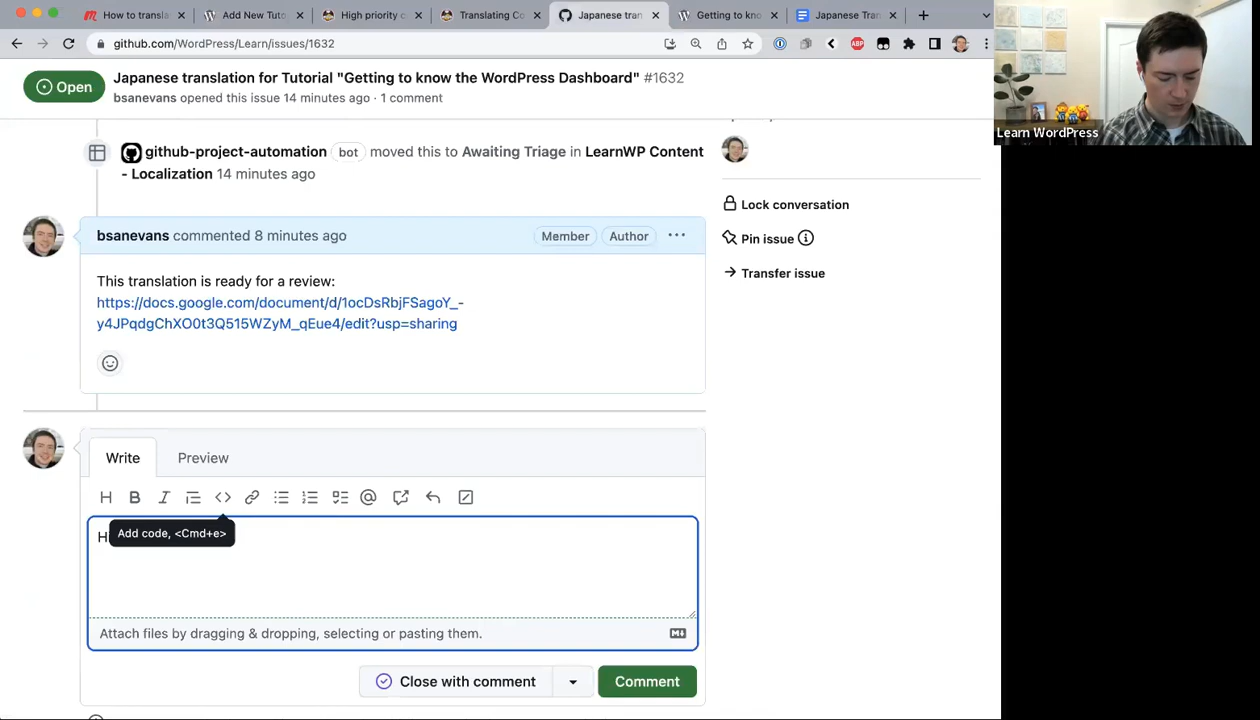 How to transla
Add New Tuto
High priority c
Translating Co
Japanese tran
Getting to kno
Japanese Tran
github.com/WordPress/Learn/issues/1632
ABP
Open
Japanese translation for Tutorial "Getting to know the WordPress Dashboard" #1632
bsanevans opened this issue 14 minutes ago · 1 comment
Learn WordPress
github-project-automation bot moved this to Awaiting Triage in LearnWP Content
- Localization 14 minutes ago
bsanevans commented 8 minutes ago
Member
Author
This translation is ready for a review:
https://docs.google.com/document/d/1ocDsRbjFSagoY_-
y4JPqdgChXO0t3Q515WZyM_qEue4/edit?usp=sharing
Lock conversation
Pin issue
Transfer issue
Write
Preview
Add code, <Cmd+e>
Attach files by dragging & dropping, selecting or pasting them.
Close with comment
Comment